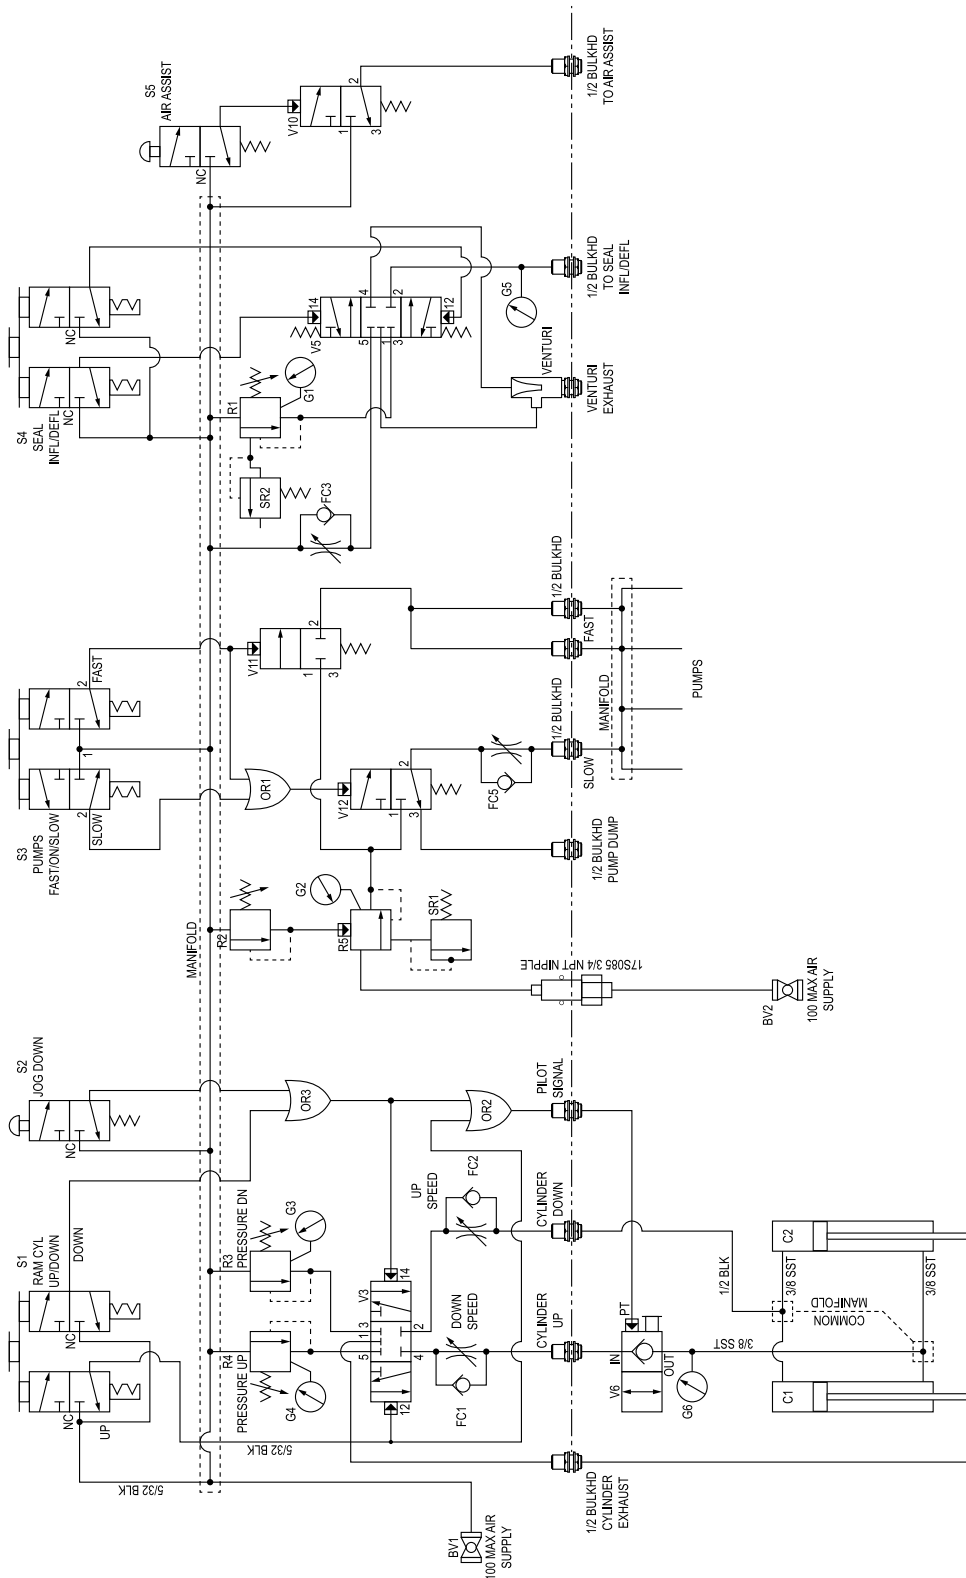 S5
AIR ASSIST
NC
V10
2
1
3
1/2 BULKHD
TO AIR ASSIST
S4
SEAL
INFL/DEFL
NC
NC
R1
G1
SR2
FC3
V5
14
4
2
12
5
1
3
G5
VENTURI
VENTURI
EXHAUST
1/2 BULKHD
TO SEAL
INFL/DEFL
S3
PUMPS
FAST/ON/SLOW
2
SLOW
1
2
FAST
OR1
V11
2
1
3
V12
2
1
3
FC5
R2
G2
R5
SR1
1/2 BULKHD
FAST
1/2 BULKHD
SLOW
MANIFOLD
PUMPS
1/2 BULKHD
PUMP DUMP
MANIFOLD
17S085 3/4 NPT NIPPLE
BV2
100 MAX AIR
SUPPLY
S2
JOG DOWN
NC
OR3
OR2
PILOT
SIGNAL
S1
RAM CYL
UP/DOWN
NC
DOWN
NC
UP
R3
PRESSURE DN
G3
R4
PRESSURE UP
G4
V3
14
12
3
1
5
2
4
UP
SPEED
FC2
DOWN
SPEED
FC1
CYLINDER
DOWN
CYLINDER
UP
5/32 BLK
5/32 BLK
BV1
100 MAX AIR
SUPPLY
1/2 BULKHD
CYLINDER
EXHAUST
PT
IN
OUT
V6
G6
1/2 BLK
3/8 SST
3/8 SST
3/8 SST
COMMON
MANIFOLD
C1
C2